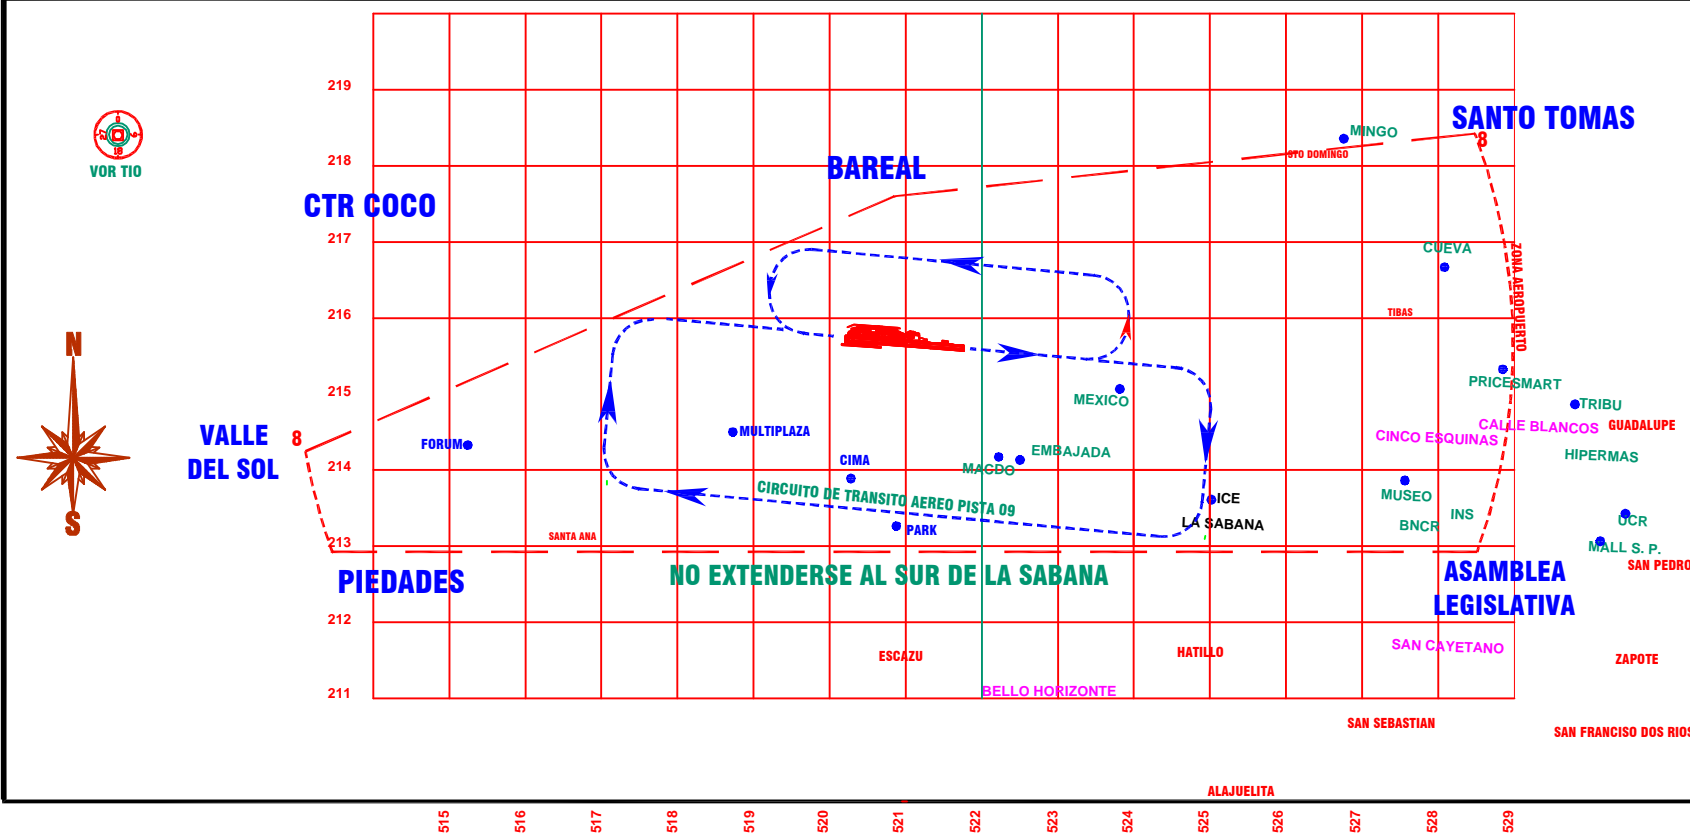 219
SANTO TOMAS
MINGO
8
0
27
9
18
STO DOMINGO
218
BAREAL
VOR TIO
CTR COCO
217
CUEVA
ZONA AEROPUERTO
216
TIBAS
N
215
PRICESMART
MEXICO
TRIBU
VALLE
DEL SOL
8
FORUM
MULTIPLAZA
CALLE BLANCOS
GUADALUPE
CINCO ESQUINAS
EMBAJADA
HIPERMAS
CIMA
MACDO
214
CIRCUITO DE TRANSITO AEREO PISTA 09
ICE
MUSEO
INS
UCR
LA SABANA
BNCR
S
PARK
SANTA ANA
213
MALL S. P.
SAN PEDRO
PIEDADES
NO EXTENDERSE AL SUR DE LA SABANA
ASAMBLEA
LEGISLATIVA
212
SAN CAYETANO
ESCAZU
HATILLO
ZAPOTE
211
BELLO HORIZONTE
SAN SEBASTIAN
SAN FRANCISO DOS RIOS
ALAJUELITA
515
516
517
518
519
520
521
522
523
524
525
526
527
528
529